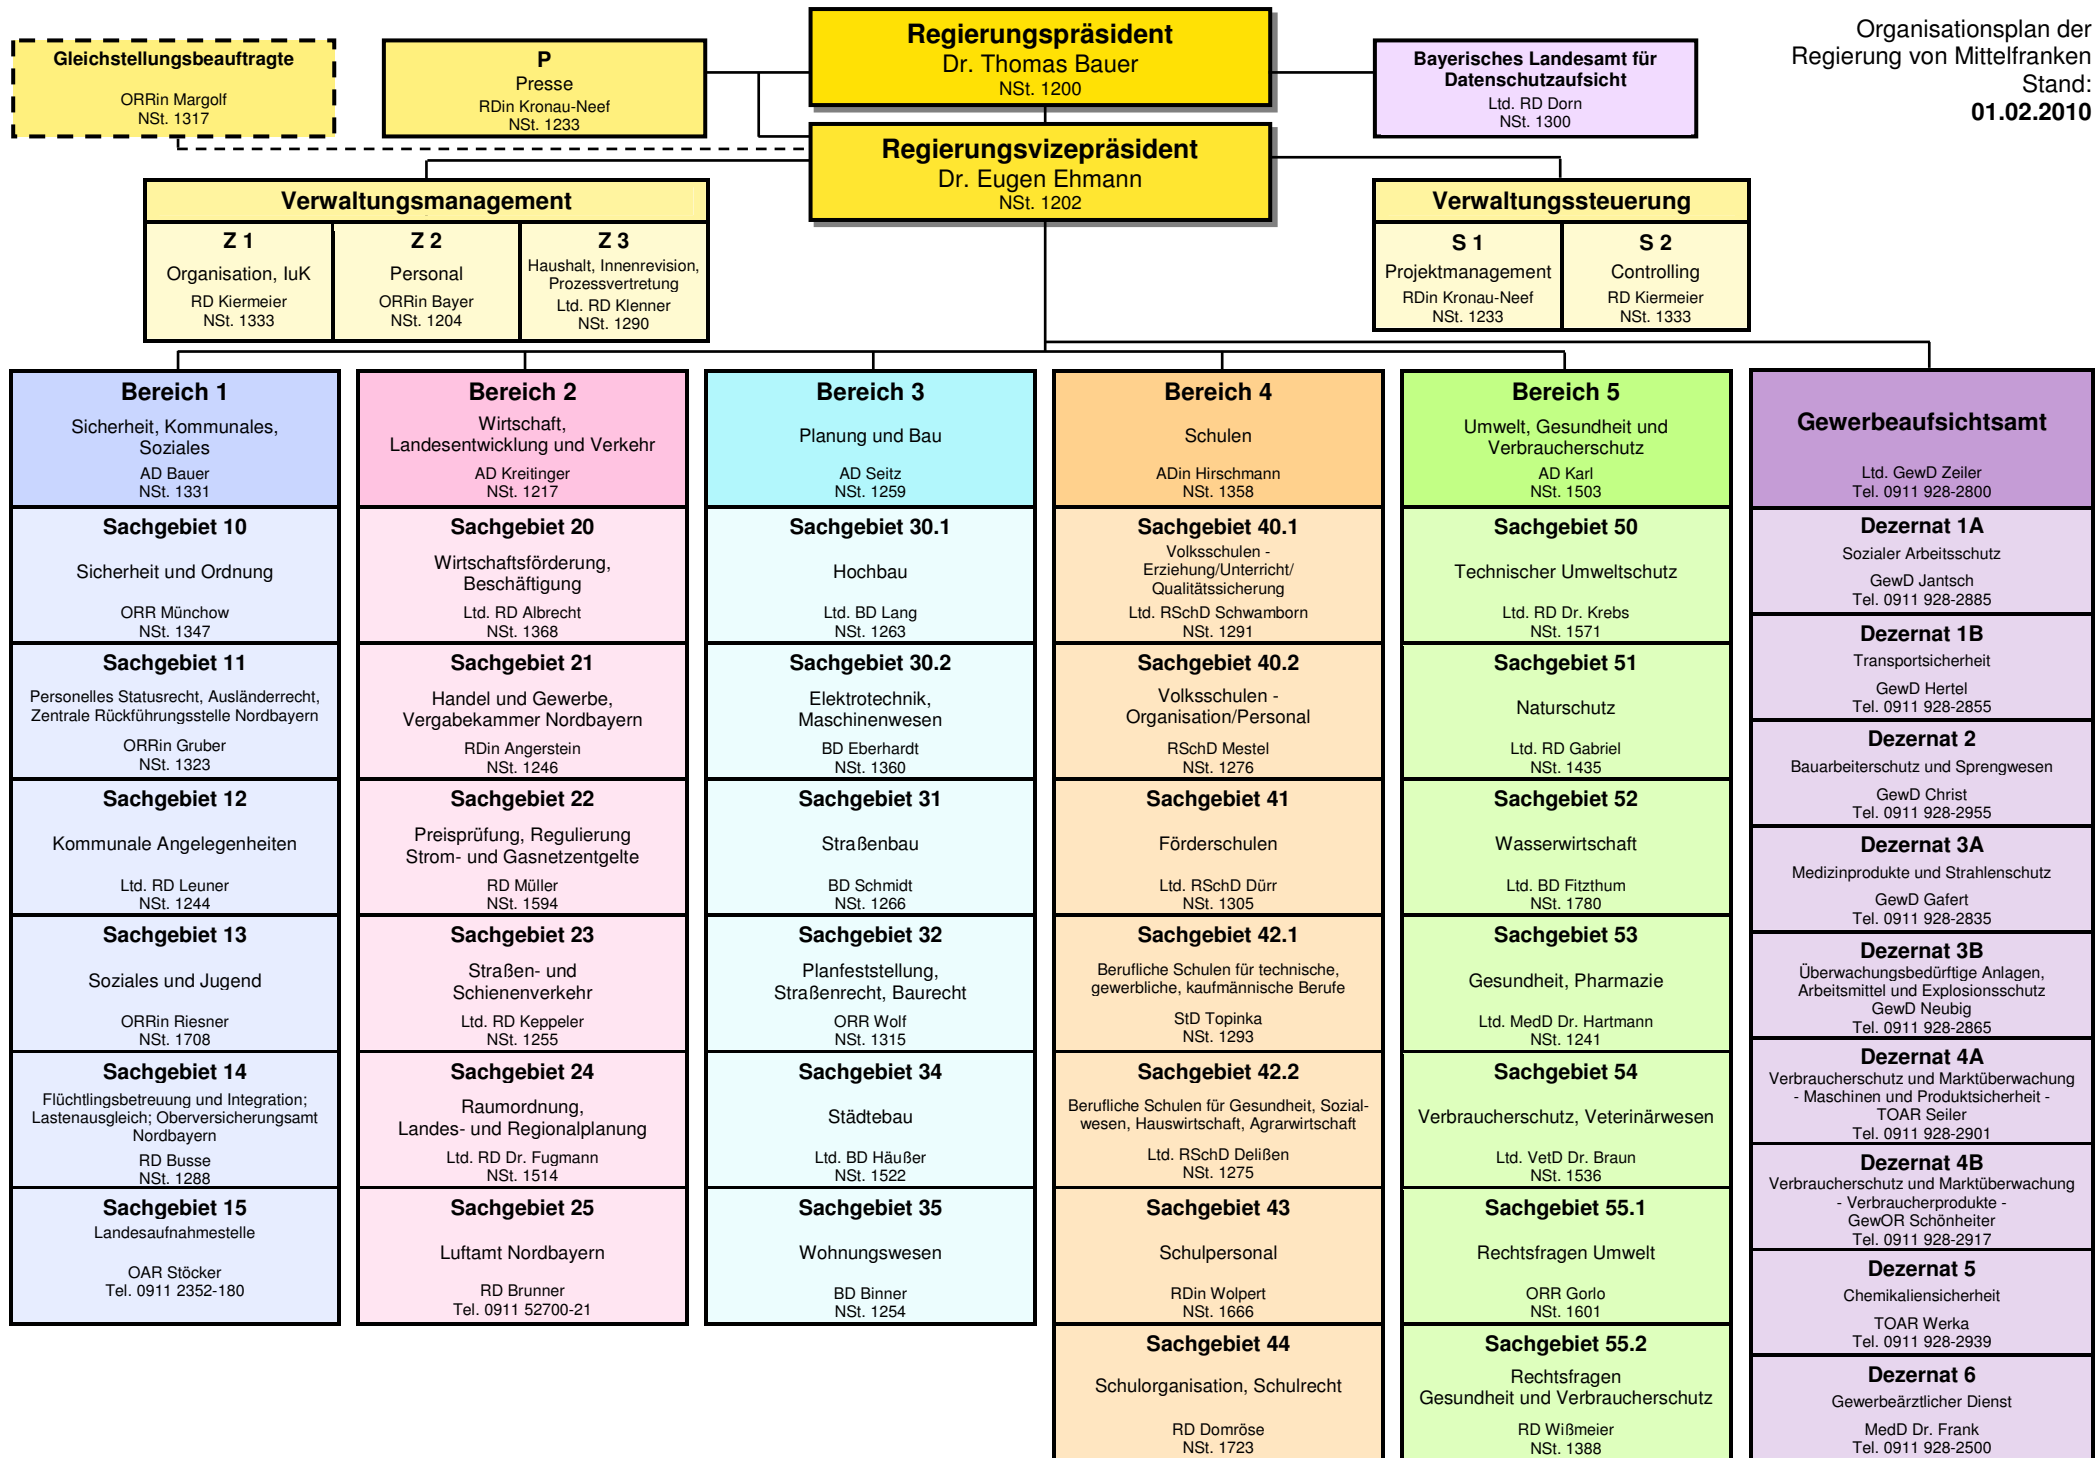 Organisationsplan der
Regierung von Mittelfranken
Stand:
01.02.2010
Gleichstellungsbeauftragte
ORRin Margolf
NSt. 1317
P
Presse
RDin Kronau-Neef
NSt. 1233
Regierungspräsident
Dr. Thomas Bauer
NSt. 1200
Bayerisches Landesamt für
Datenschutzaufsicht
Ltd. RD Dorn
NSt. 1300
Regierungsvizepräsident
Dr. Eugen Ehmann
NSt. 1202
Verwaltungsmanagement
Z 1
Organisation, IuK
RD Kiermeier
NSt. 1333
Z 2
Personal
ORRin Bayer
NSt. 1204
Z 3
Haushalt, Innenrevision,
Prozessvertretung
Ltd. RD Klenner
NSt. 1290
Verwaltungssteuerung
S 1
Projektmanagement
RDin Kronau-Neef
NSt. 1233
S 2
Controlling
RD Kiermeier
NSt. 1333
Bereich 1
Sicherheit, Kommunales,
Soziales
AD Bauer
NSt. 1331
Sachgebiet 10
Sicherheit und Ordnung
ORR Münchow
NSt. 1347
Sachgebiet 11
Personelles Statusrecht, Ausländerrecht,
Zentrale Rückführungsstelle Nordbayern
ORRin Gruber
NSt. 1323
Sachgebiet 12
Kommunale Angelegenheiten
Ltd. RD Leuner
NSt. 1244
Sachgebiet 13
Soziales und Jugend
ORRin Riesner
NSt. 1708
Sachgebiet 14
Flüchtlingsbetreuung und Integration;
Lastenausgleich; Oberversicherungsamt
Nordbayern
RD Busse
NSt. 1288
Sachgebiet 15
Landesaufnahmestelle
OAR Stöcker
Tel. 0911 2352-180
Bereich 2
Wirtschaft,
Landesentwicklung und Verkehr
AD Kreitinger
NSt. 1217
Sachgebiet 20
Wirtschaftsförderung,
Beschäftigung
Ltd. RD Albrecht
NSt. 1368
Sachgebiet 21
Handel und Gewerbe,
Vergabekammer Nordbayern
RDin Angerstein
NSt. 1246
Sachgebiet 22
Preisprüfung, Regulierung
Strom- und Gasnetzentgelte
RD Müller
NSt. 1594
Sachgebiet 23
Straßen- und
Schienenverkehr
Ltd. RD Keppeler
NSt. 1255
Sachgebiet 24
Raumordnung,
Landes- und Regionalplanung
Ltd. RD Dr. Fugmann
NSt. 1514
Sachgebiet 25
Luftamt Nordbayern
RD Brunner
Tel. 0911 52700-21
Bereich 3
Planung und Bau
AD Seitz
NSt. 1259
Sachgebiet 30.1
Hochbau
Ltd. BD Lang
NSt. 1263
Sachgebiet 30.2
Elektrotechnik,
Maschinenwesen
BD Eberhardt
NSt. 1360
Sachgebiet 31
Straßenbau
BD Schmidt
NSt. 1266
Sachgebiet 32
Planfeststellung,
Straßenrecht, Baurecht
ORR Wolf
NSt. 1315
Sachgebiet 34
Städtebau
Ltd. BD Häußer
NSt. 1522
Sachgebiet 35
Wohnungswesen
BD Binner
NSt. 1254
Bereich 4
Schulen
ADin Hirschmann
NSt. 1358
Sachgebiet 40.1
Volksschulen -
Erziehung/Unterricht/
Qualitätssicherung
Ltd. RSchD Schwamborn
NSt. 1291
Sachgebiet 40.2
Volksschulen -
Organisation/Personal
RSchD Mestel
NSt. 1276
Sachgebiet 41
Förderschulen
Ltd. RSchD Dürr
NSt. 1305
Sachgebiet 42.1
Berufliche Schulen für technische,
gewerbliche, kaufmännische Berufe
StD Topinka
NSt. 1293
Sachgebiet 42.2
Berufliche Schulen für Gesundheit, Sozial-
wesen, Hauswirtschaft, Agrarwirtschaft
Ltd. RSchD Delißen
NSt. 1275
Sachgebiet 43
Schulpersonal
RDin Wolpert
NSt. 1666
Sachgebiet 44
Schulorganisation, Schulrecht
RD Domröse
NSt. 1723
Bereich 5
Umwelt, Gesundheit und
Verbraucherschutz
AD Karl
NSt. 1503
Sachgebiet 50
Technischer Umweltschutz
Ltd. RD Dr. Krebs
NSt. 1571
Sachgebiet 51
Naturschutz
Ltd. RD Gabriel
NSt. 1435
Sachgebiet 52
Wasserwirtschaft
Ltd. BD Fitzthum
NSt. 1780
Sachgebiet 53
Gesundheit, Pharmazie
Ltd. MedD Dr. Hartmann
NSt. 1241
Sachgebiet 54
Verbraucherschutz, Veterinärwesen
Ltd. VetD Dr. Braun
NSt. 1536
Sachgebiet 55.1
Rechtsfragen Umwelt
ORR Gorlo
NSt. 1601
Sachgebiet 55.2
Rechtsfragen
Gesundheit und Verbraucherschutz
RD Wißmeier
NSt. 1388
Gewerbeaufsichtsamt
Ltd. GewD Zeiler
Tel. 0911 928-2800
Dezernat 1A
Sozialer Arbeitsschutz
GewD Jantsch
Tel. 0911 928-2885
Dezernat 1B
Transportsicherheit
GewD Hertel
Tel. 0911 928-2855
Dezernat 2
Bauarbeiterschutz und Sprengwesen
GewD Christ
Tel. 0911 928-2955
Dezernat 3A
Medizinprodukte und Strahlenschutz
GewD Gafert
Tel. 0911 928-2835
Dezernat 3B
Überwachungsbedürftige Anlagen,
Arbeitsmittel und Explosionsschutz
GewD Neubig
Tel. 0911 928-2865
Dezernat 4A
Verbraucherschutz und Marktüberwachung
- Maschinen und Produktsicherheit -
TOAR Seiler
Tel. 0911 928-2901
Dezernat 4B
Verbraucherschutz und Marktüberwachung
- Verbraucherprodukte -
GewOR Schönheiter
Tel. 0911 928-2917
Dezernat 5
Chemikaliensicherheit
TOAR Werka
Tel. 0911 928-2939
Dezernat 6
Gewerbeärztlicher Dienst
MedD Dr. Frank
Tel. 0911 928-2500